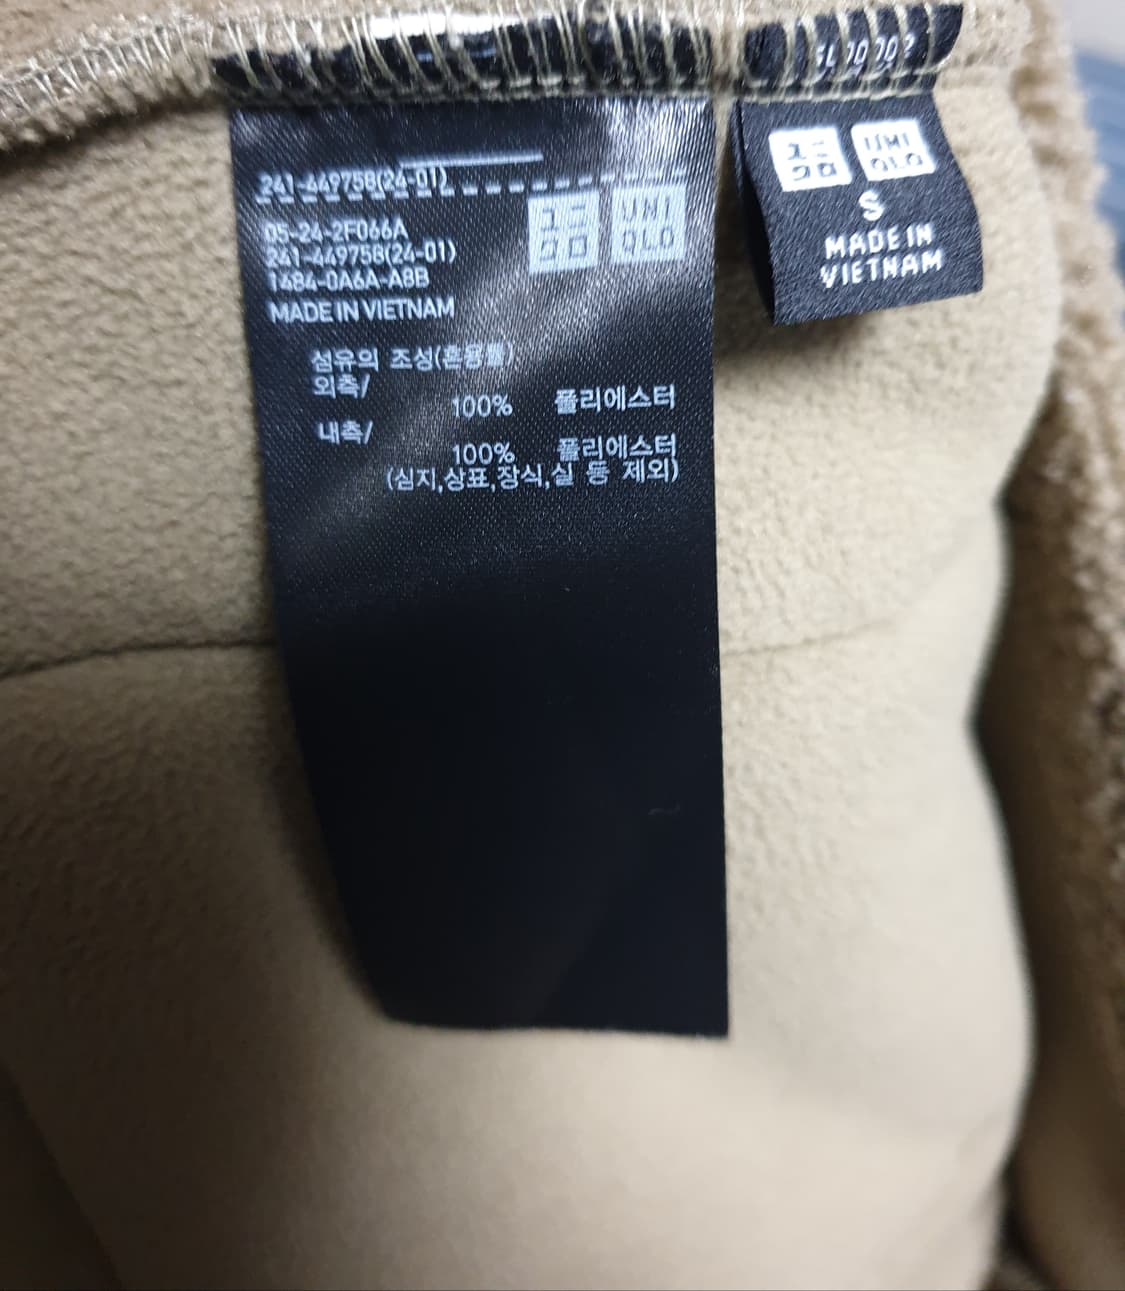 241-449758(24-01)
05-24-2F066A
241-449758(24-01)
1484-0A6A-A8B
MADE IN VIETNAM
ユニ
クロ
UNI
QLO
섬유의 조성(혼용률)
외측/
100% 폴리에스터
내측/
100% 폴리에스터
(심지,상표,장식,실 등 제외)
ユニ
クロ
UNI
QLO
S
MADE IN
VIETNAM